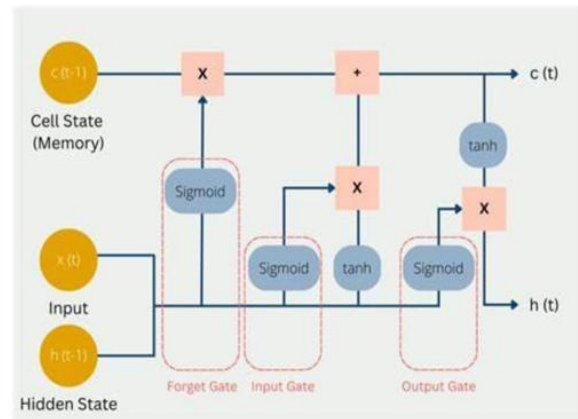 c (t-1)
X
+
c (t)
Cell State
(Memory)
tanh
Sigmoid
X
X
x (t)
Sigmoid
tanh
Sigmoid
Input
h (t)
h (t-1)
Forget Gate
Input Gate
Output Gate
Hidden State